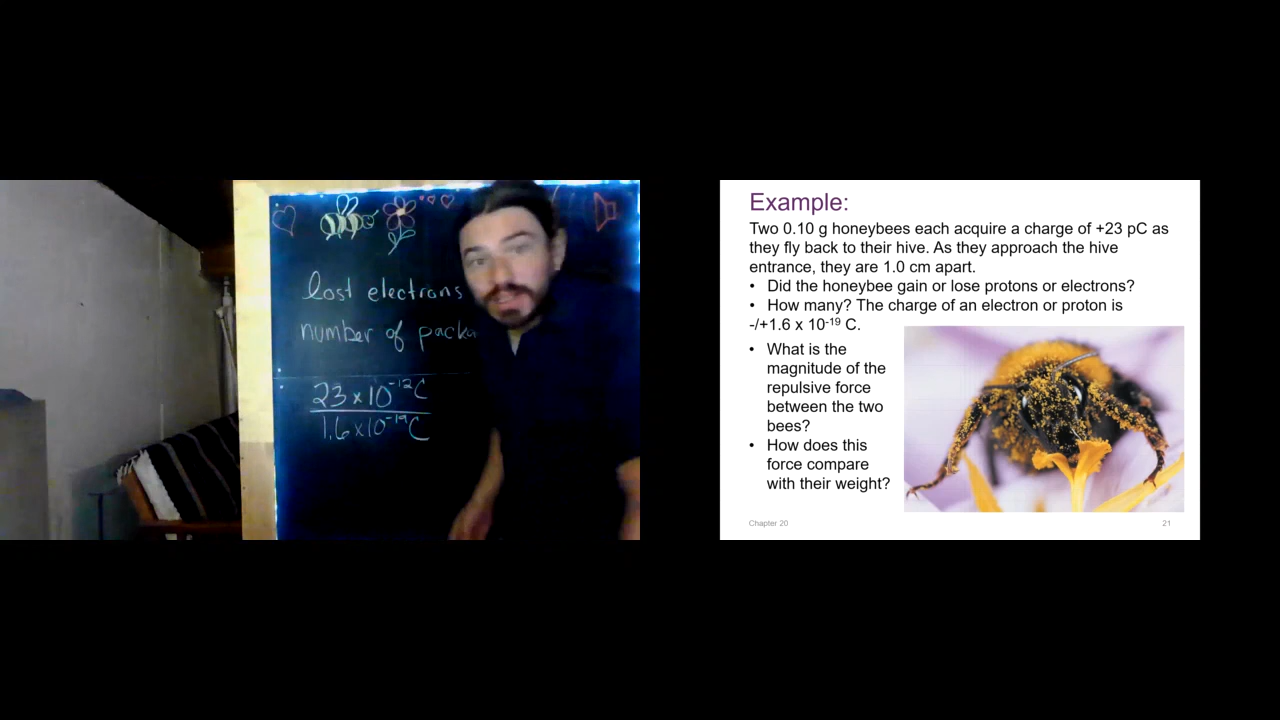 lost electrons
number of
23 x 10⁻¹² C
1.6 x 10⁻¹⁹ C
Example:
Two 0.10 g honeybees each acquire a charge of +23 pC as
they fly back to their hive. As they approach the hive
entrance, they are 1.0 cm apart.
• Did the honeybee gain or lose protons or electrons?
• How many? The charge of an electron or proton is
-/+1.6 x 10⁻¹⁹ C.
• What is the
magnitude of the
repulsive force
between the two
bees?
• How does this
force compare
with their weight?
Chapter 20
21